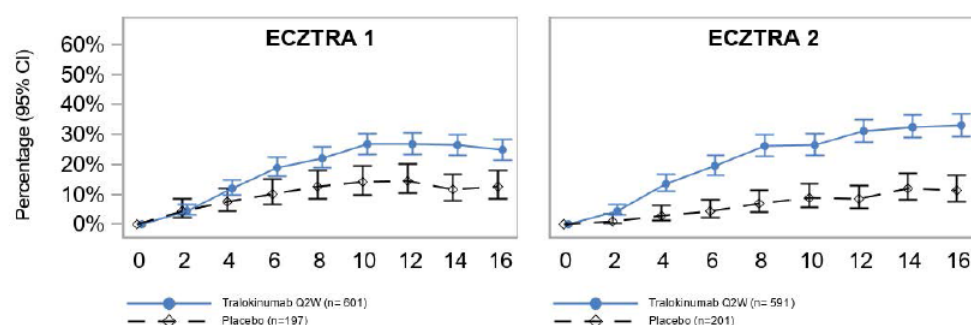 ECZTRA 1
ECZTRA 2
Percentage (95% CI)
60%
50%
40%
30%
20%
10%
0%
0 2 4 6 8 10 12 14 16
0 2 4 6 8 10 12 14 16
Tralokinumab Q2W (n= 601)
Placebo (n=197)
Tralokinumab Q2W (n= 591)
Placebo (n=201)